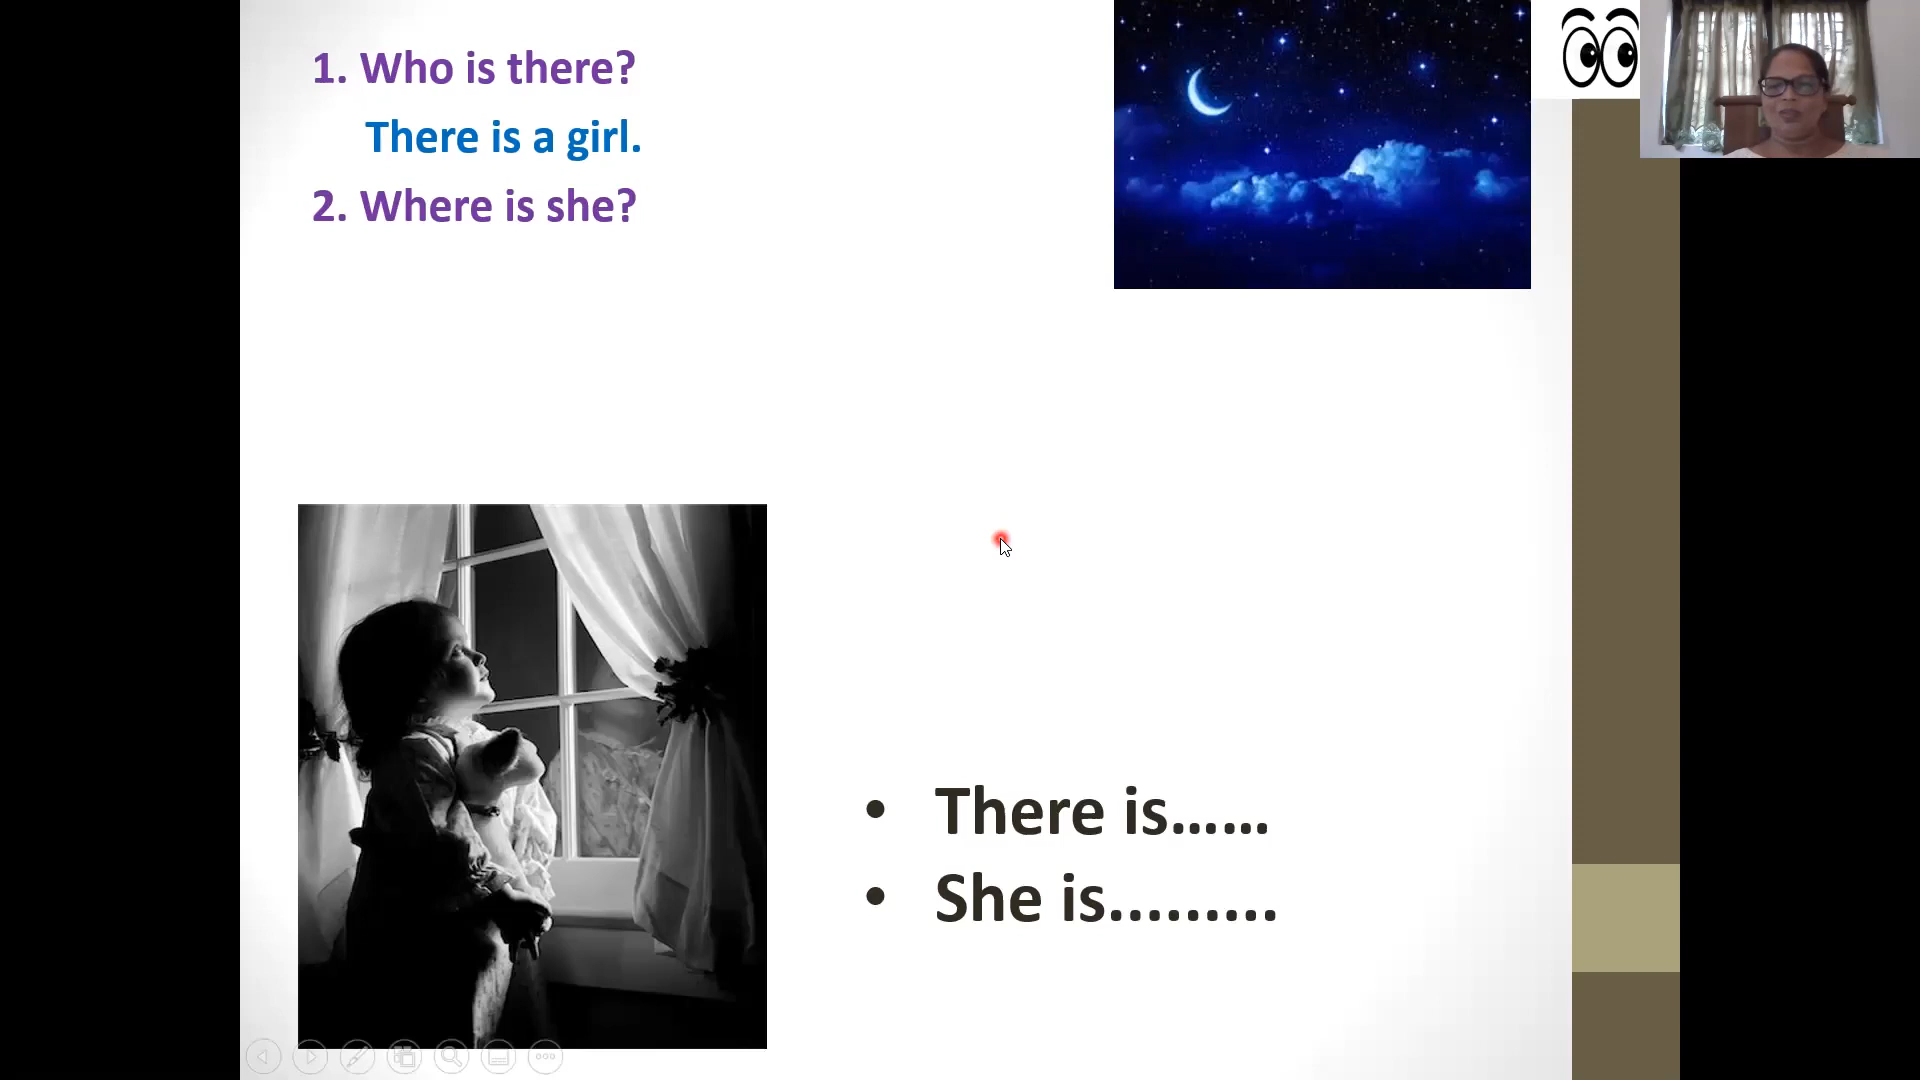 1. Who is there?
There is a girl.
2. Where is she?
• There is......
• She is.........